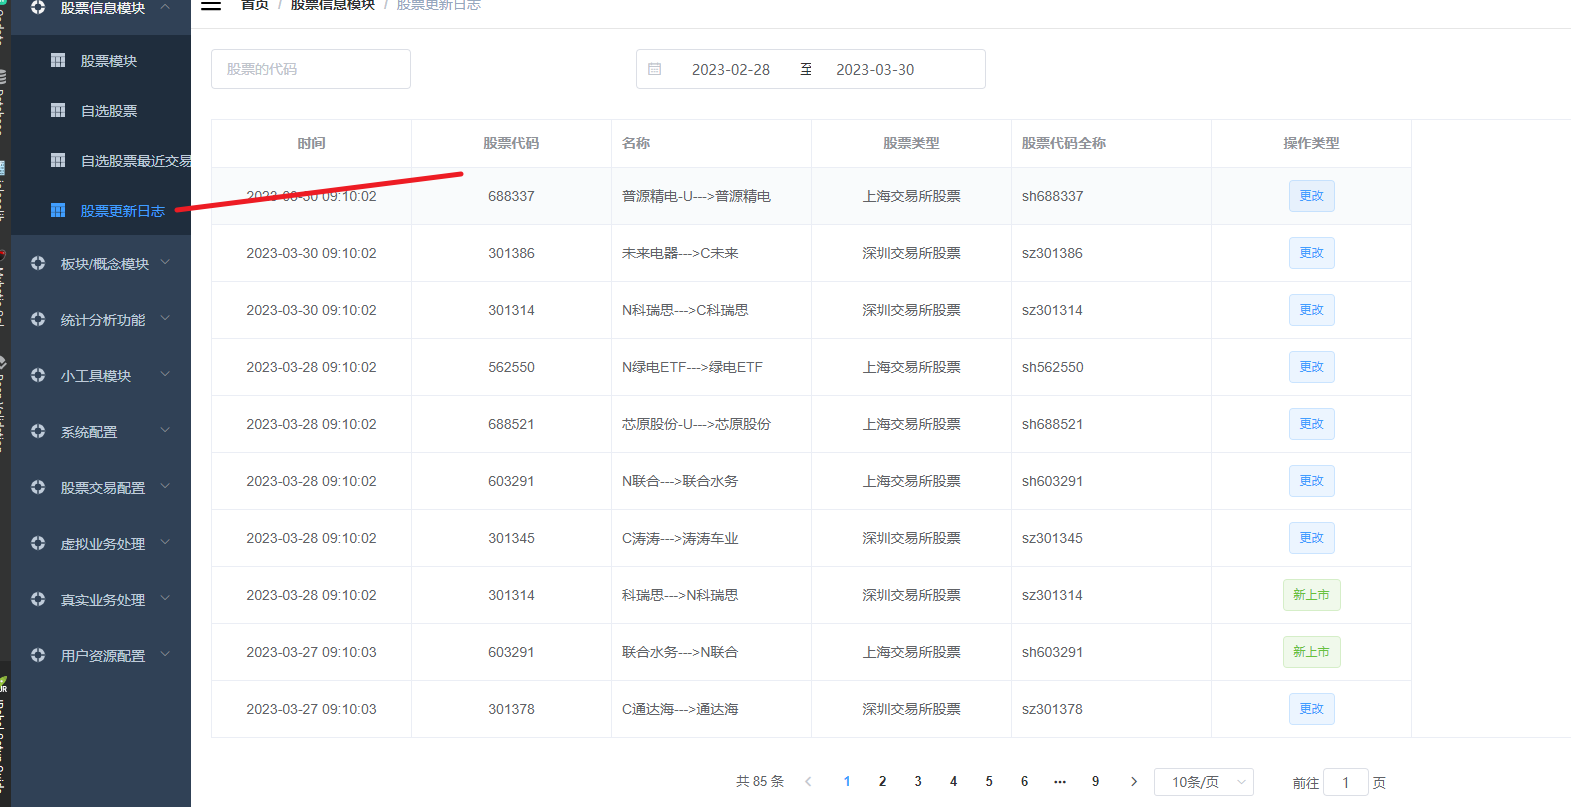 首页 / 股票信息模块 / 股票更新日志
股票信息模块
股票模块
自选股票
自选股票最近交易
股票更新日志
板块/概念模块
统计分析功能
小工具模块
系统配置
股票交易配置
虚拟业务处理
真实业务处理
用户资源配置
股票的代码
2023-02-28 至 2023-03-30
时间 股票代码 名称 股票类型 股票代码全称 操作类型
2023-03-30 09:10:02 688337 普源精电-U--->普源精电 上海交易所股票 sh688337 更改
2023-03-30 09:10:02 301386 未来电器--->C未来 深圳交易所股票 sz301386 更改
2023-03-30 09:10:02 301314 N科瑞思--->C科瑞思 深圳交易所股票 sz301314 更改
2023-03-28 09:10:02 562550 N绿电ETF--->绿电ETF 上海交易所股票 sh562550 更改
2023-03-28 09:10:02 688521 芯原股份-U--->芯原股份 上海交易所股票 sh688521 更改
2023-03-28 09:10:02 603291 N联合--->联合水务 上海交易所股票 sh603291 更改
2023-03-28 09:10:02 301345 C涛涛--->涛涛车业 深圳交易所股票 sz301345 更改
2023-03-28 09:10:02 301314 科瑞思--->N科瑞思 深圳交易所股票 sz301314 新上市
2023-03-27 09:10:03 603291 联合水务--->N联合 上海交易所股票 sh603291 新上市
2023-03-27 09:10:03 301378 C通达海--->通达海 深圳交易所股票 sz301378 更改
共 85 条 1 2 3 4 5 6 ··· 9 10条/页 前往 1 页